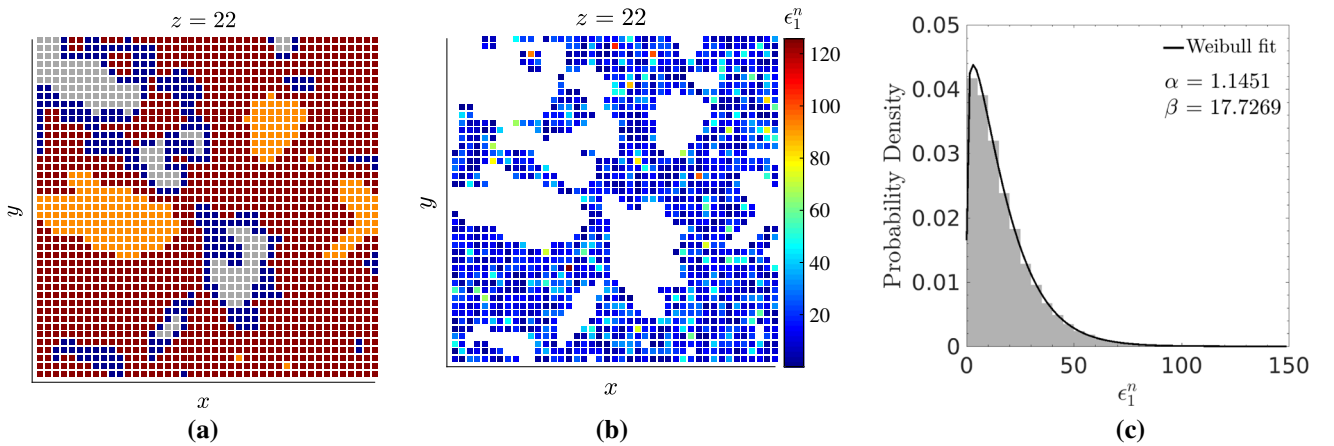 z = 22
y
x
(a)
z = 22
y
x
ϵ₁ⁿ
120
100
80
60
40
20
(b)
0.05
0.04
0.03
0.02
0.01
0
Probability Density
Weibull fit
α = 1.1451
β = 17.7269
0 50 100 150
ϵ₁ⁿ
(c)